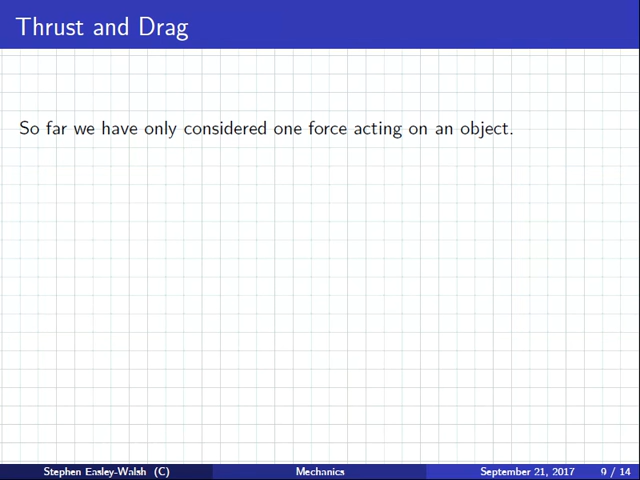 Thrust and Drag
So far we have only considered one force acting on an object.
Stephen Easley-Walsh (C) Mechanics September 21, 2017 9 / 14